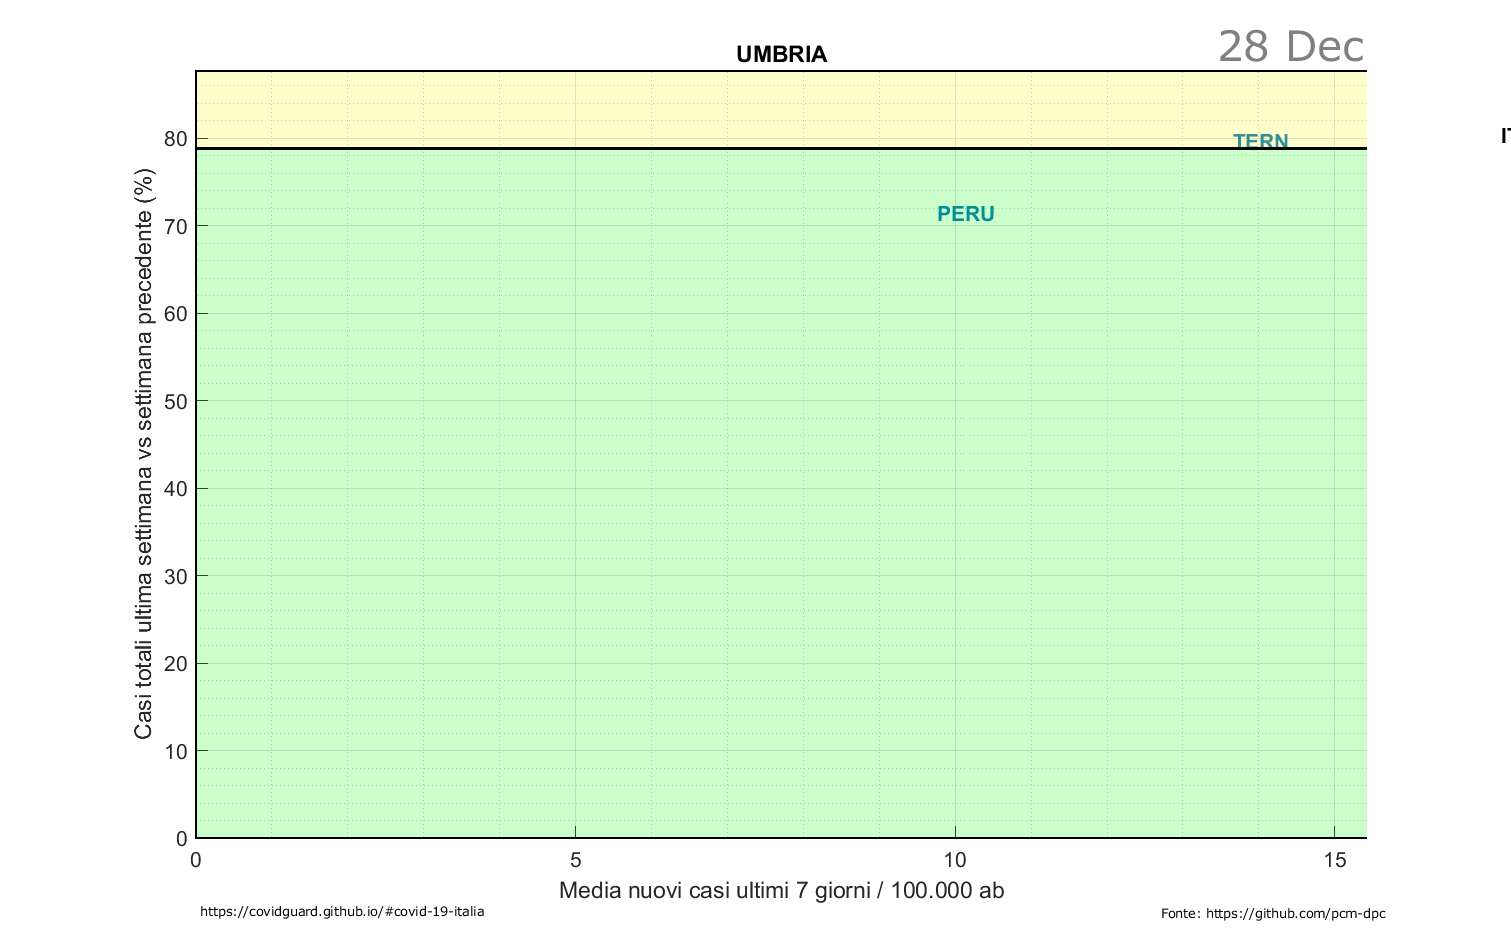 UMBRIA
28 Dec
IT
TERN
PERU
80
70
60
50
40
30
20
10
0
Casi totali ultima settimana vs settimana precedente (%)
0
5
10
15
Media nuovi casi ultimi 7 giorni / 100.000 ab
https://covidguard.github.io/#covid-19-italia
Fonte: https://github.com/pcm-dpc